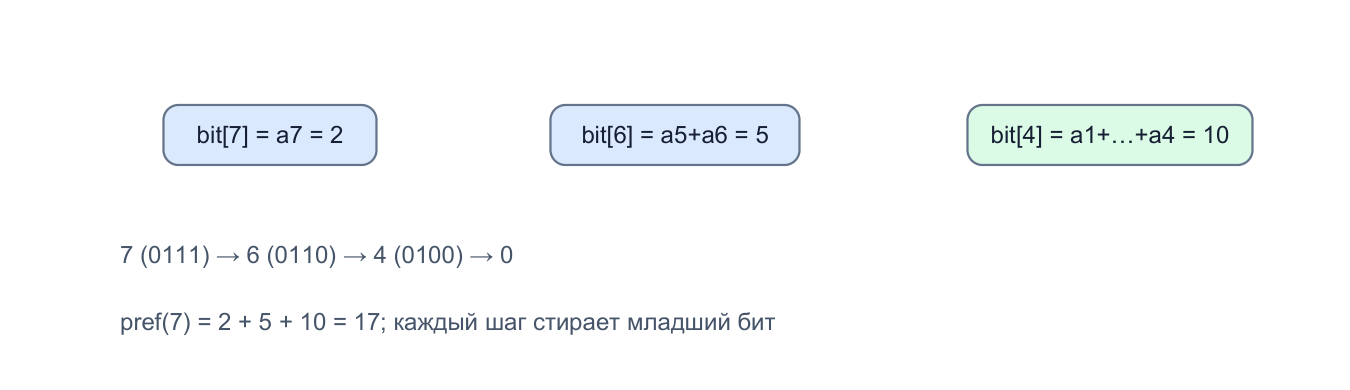 bit[7] = a7 = 2
bit[6] = a5+a6 = 5
bit[4] = a1+…+a4 = 10
7 (0111) → 6 (0110) → 4 (0100) → 0
pref(7) = 2 + 5 + 10 = 17; каждый шаг стирает младший бит